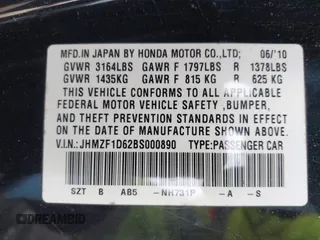 MFD. IN JAPAN BY HONDA MOTOR CO.,LTD. 06/'10
GVWR 3164LBS GAWR F 1797LBS R 1378LBS
GVWR 1435KG GAWR F 815 KG R 625 KG
THIS VEHICLE CONFORMS TO ALL APPLICABLE
FEDERAL MOTOR VEHICLE SAFETY ,BUMPER,
AND THEFT PREVENTION STANDARDS IN EFFECT
ON THE DATE OF MANUFACTURE SHOWN ABOVE.
V.I.N.: JHMZF1D62BS000890 TYPE:PASSENGER CAR
SZT B AB5 -NH731P -A -S
DREAMBID